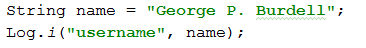 String name = "George P. Burdell";
Log.i("username", name);